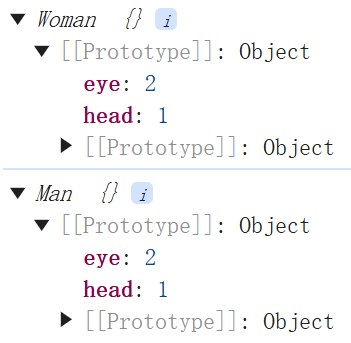 ▼ Woman {} i
▼ [[Prototype]]: Object
eye: 2
head: 1
▶ [[Prototype]]: Object
▼ Man {} i
▼ [[Prototype]]: Object
eye: 2
head: 1
▶ [[Prototype]]: Object